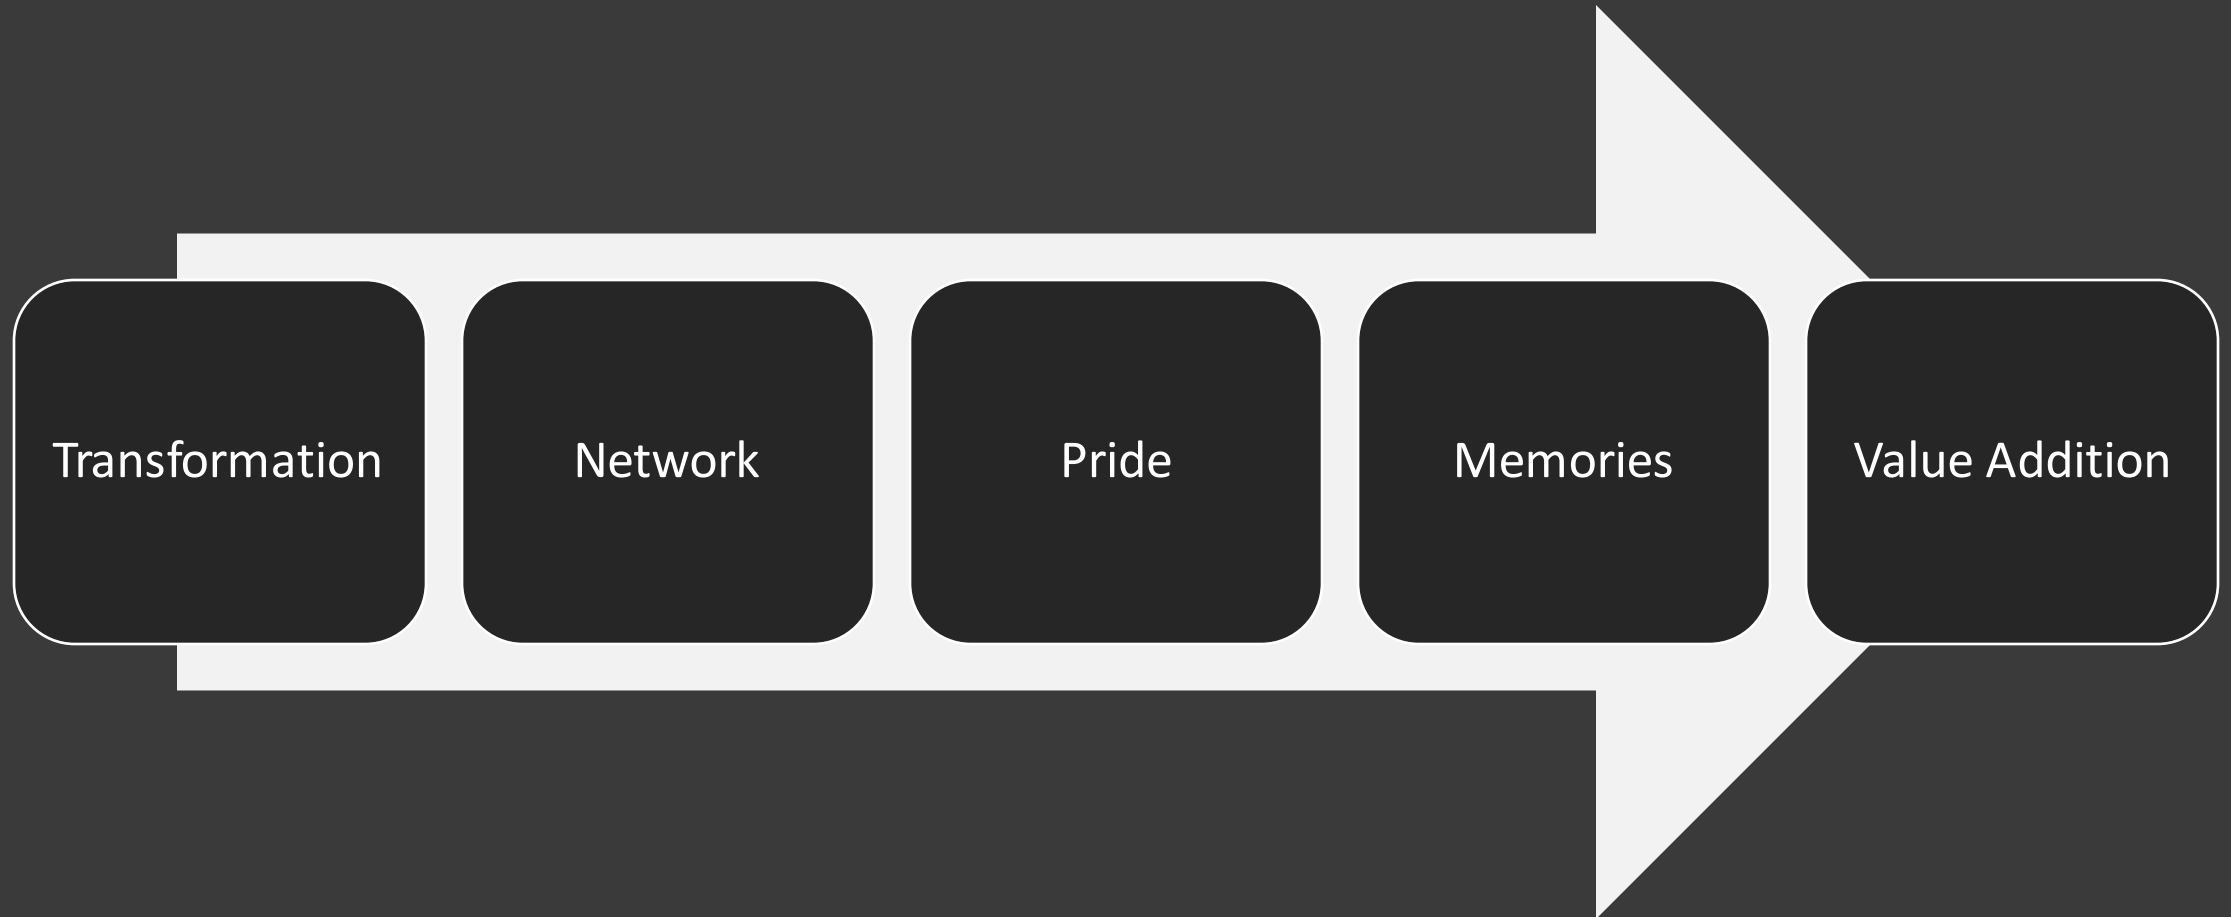 Transformation
Network
Pride
Memories
Value Addition